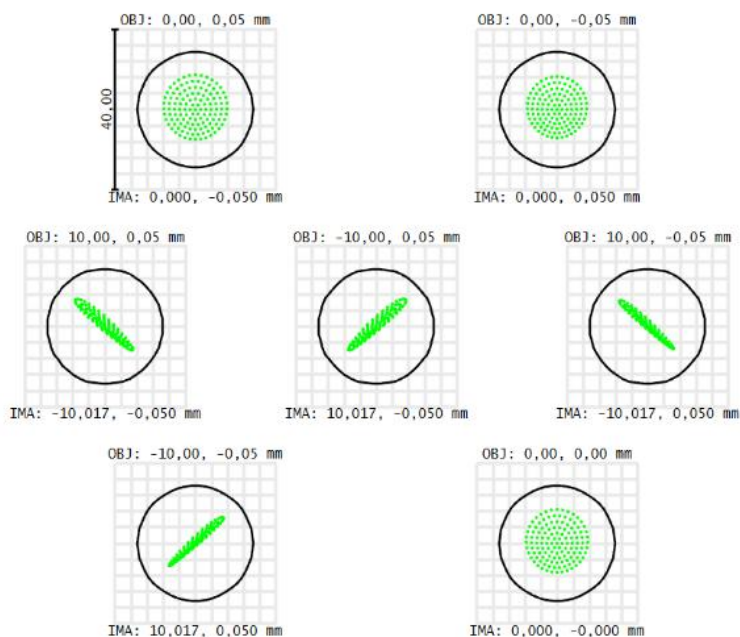 OBJ: 0,00, 0,05 mm
OBJ: 0,00, -0,05 mm
40,00
IMA: 0,000, -0,050 mm
IMA: 0,000, 0,050 mm
OBJ: 10,00, 0,05 mm
OBJ: -10,00, 0,05 mm
OBJ: 10,00, -0,05 mm
IMA: -10,017, -0,050 mm
IMA: 10,017, -0,050 mm
IMA: -10,017, 0,050 mm
OBJ: -10,00, -0,05 mm
OBJ: 0,00, 0,00 mm
IMA: 10,017, 0,050 mm
IMA: 0,000, -0,000 mm